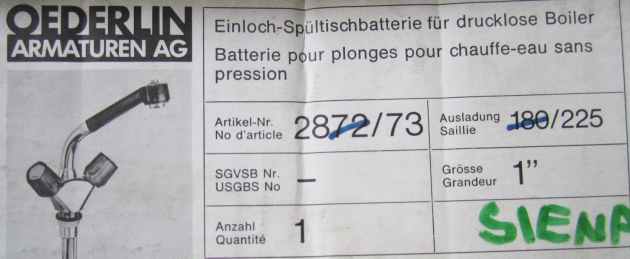 OEDERLIN
ARMATUREN AG
Einloch-Spültischbatterie für drucklose Boiler
Batterie pour plonges pour chauffe-eau sans
pression
Artikel-Nr.
No d'article 2872/73
Ausladung
Saillie 180/225
SGVSB Nr.
USGBS No –
Grösse
Grandeur 1"
Anzahl
Quantité 1
SIENA